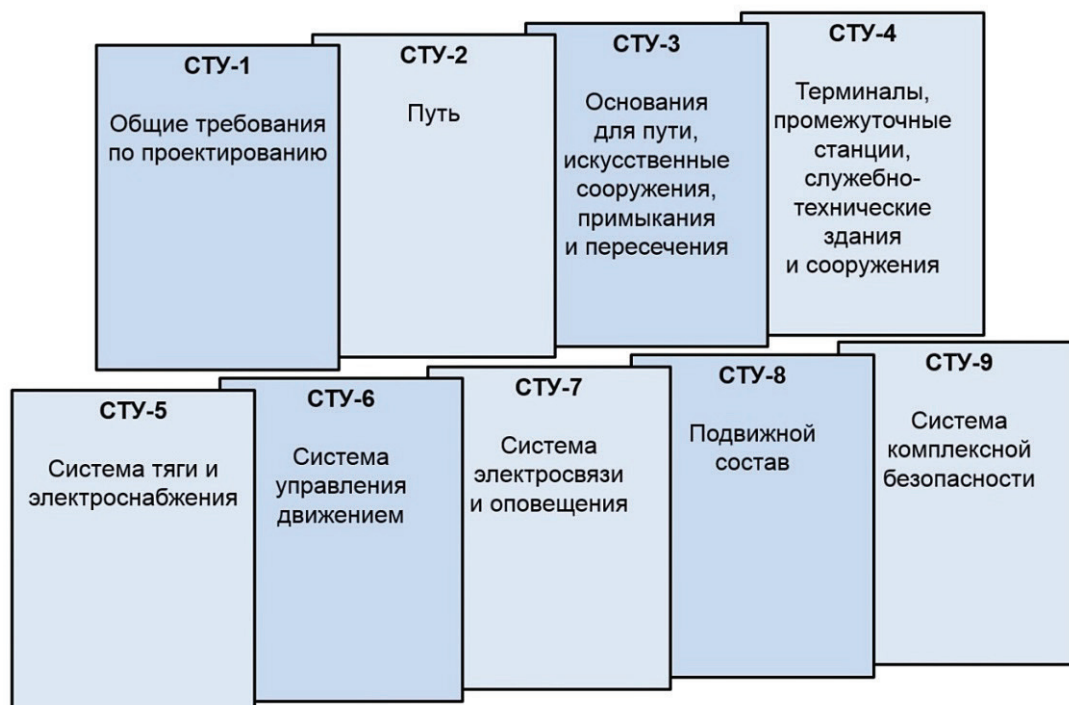 СТУ-1
Общие требования
по проектированию
СТУ-2
Путь
СТУ-3
Основания
для пути,
искусственные
сооружения,
примыкания
и пересечения
СТУ-4
Терминалы,
промежуточные
станции,
служебно-
технические
здания
и сооружения
СТУ-5
Система тяги и
электроснабжения
СТУ-6
Система
управления
движением
СТУ-7
Система
электросвязи
и оповещения
СТУ-8
Подвижной
состав
СТУ-9
Система
комплексной
безопасности